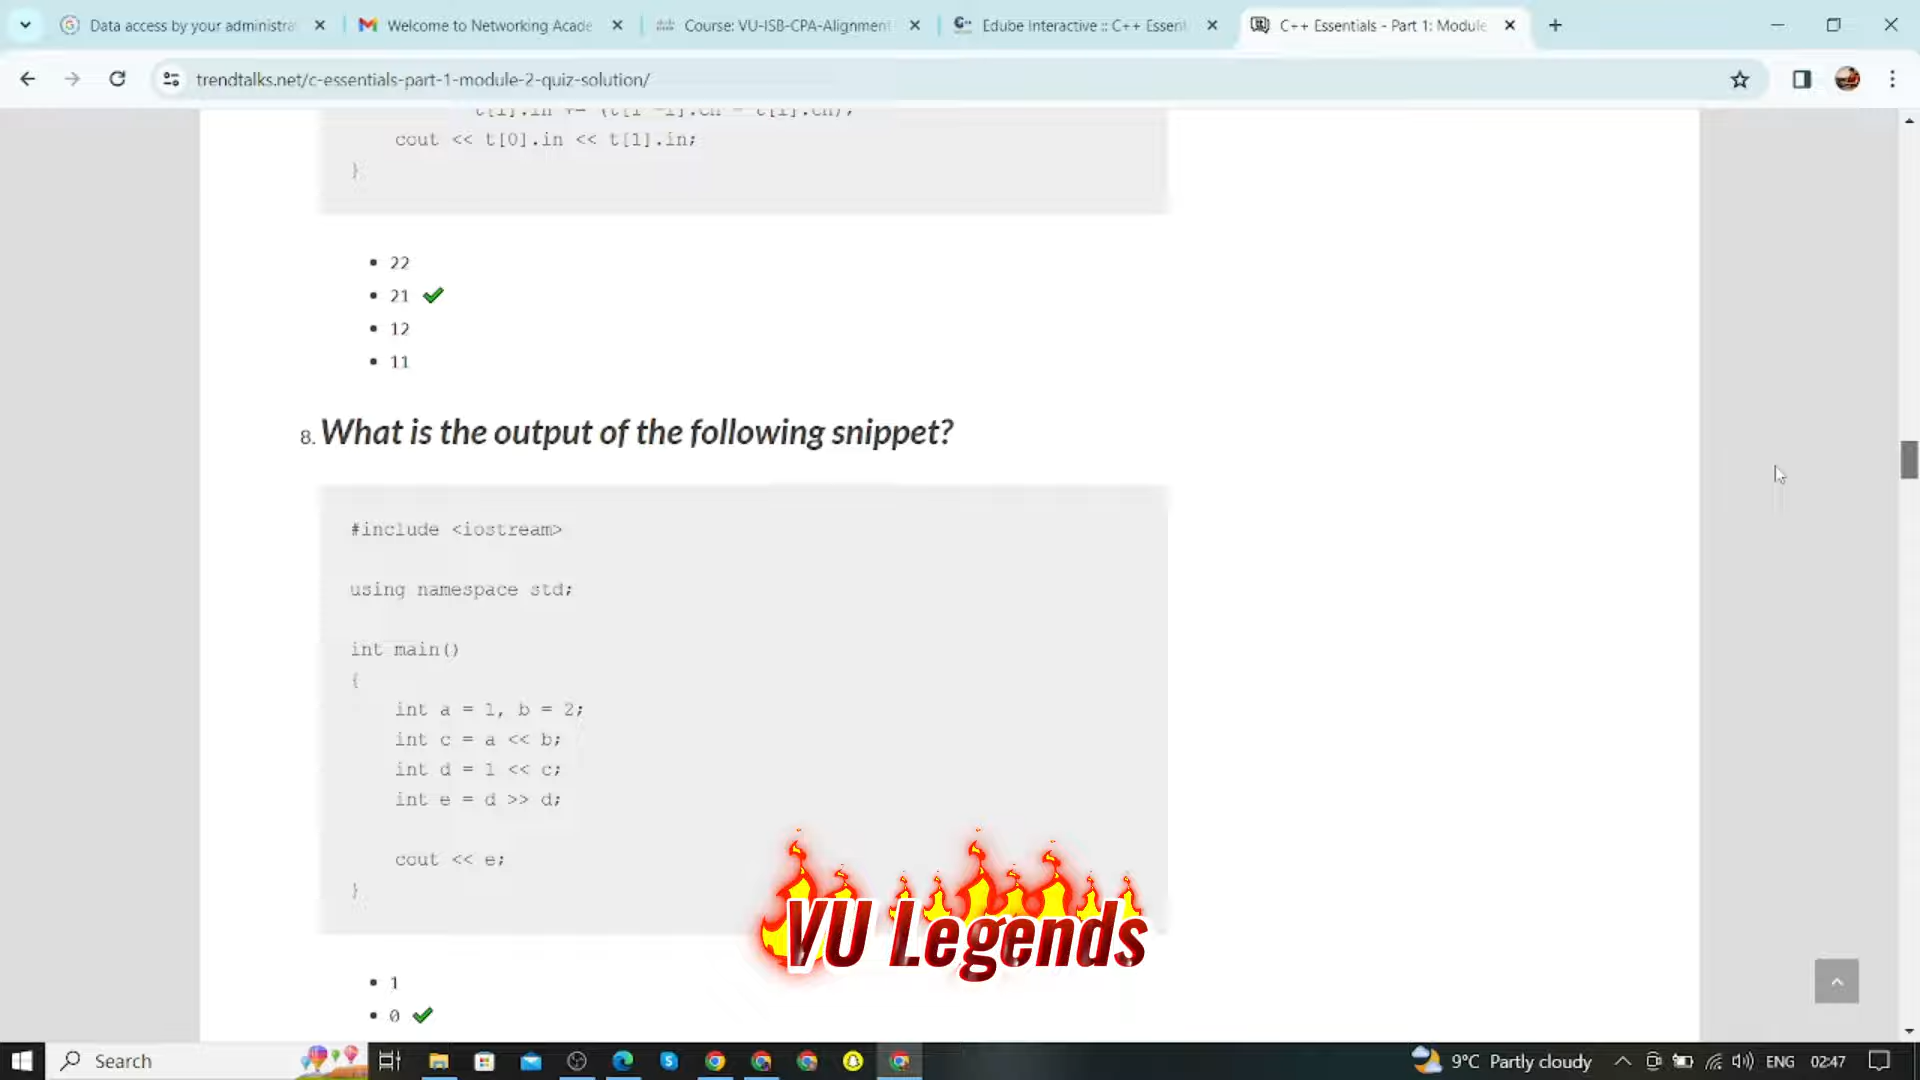 Data access by your administra
Welcome to Networking Acade
Course: VU-ISB-CPA-Alignment
Edube Interactive :: C++ Essent
C++ Essentials - Part 1: Module
trendtalks.net/c-essentials-part-1-module-2-quiz-solution/
cout << t[0].in << t[1].in;
}
22
21
12
11
8. What is the output of the following snippet?
#include <iostream>
using namespace std;
int main()
{
int a = 1, b = 2;
int c = a << b;
int d = 1 << c;
int e = d >> d;
cout << e;
}
VU Legends
1
0
Search
9°C Partly cloudy
ENG
02:47